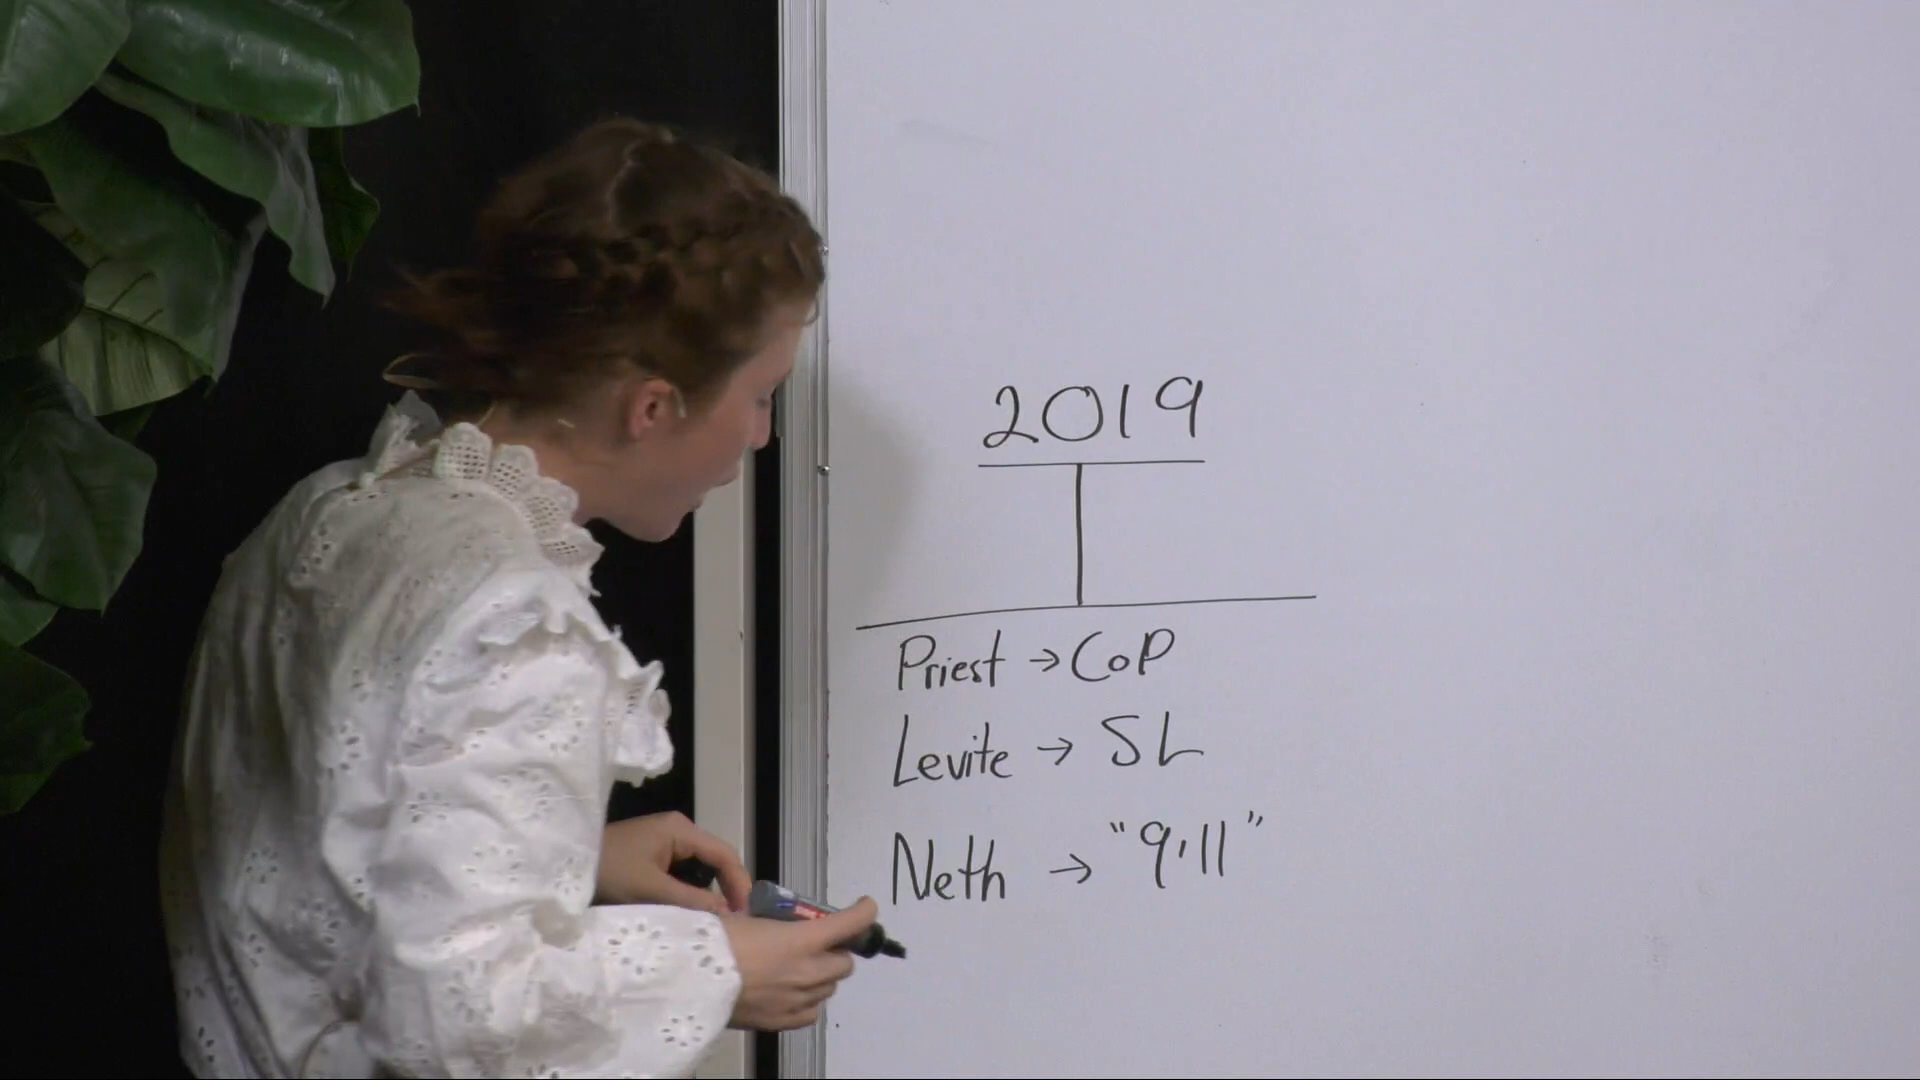 2019
Priest → CoP
Levite → SL
Neth → "9.11"